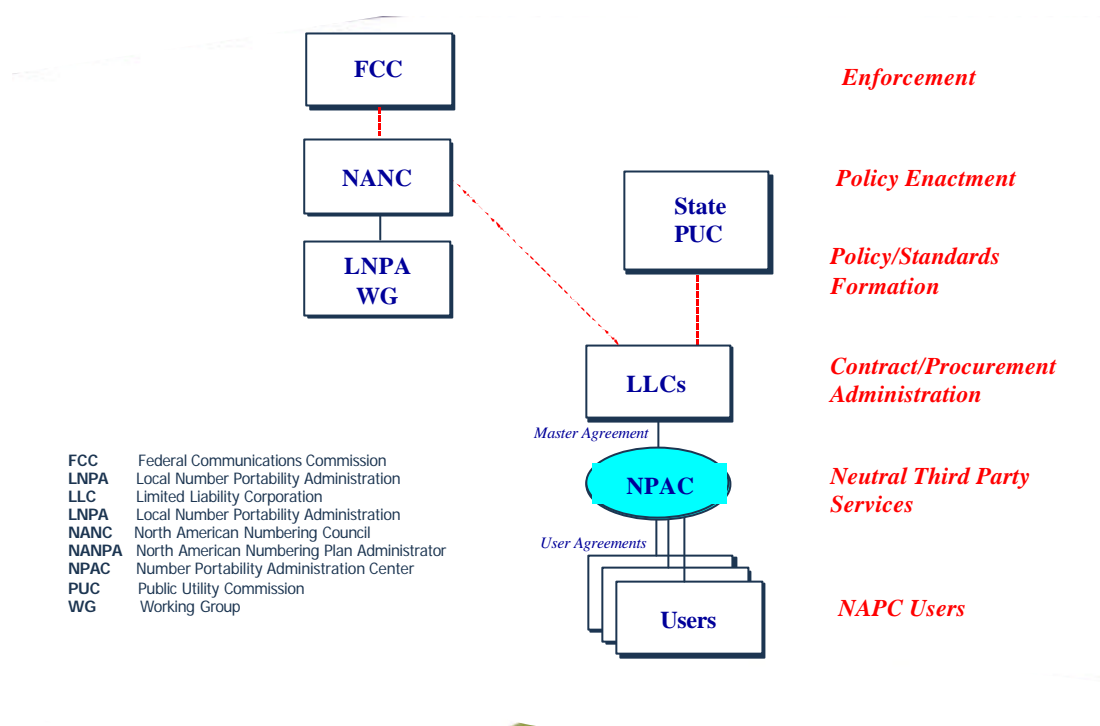 FCC
Enforcement
NANC
Policy Enactment
State
PUC
LNPA
WG
Policy/Standards
Formation
LLCs
Contract/Procurement
Administration
Master Agreement
NPAC
Neutral Third Party
Services
User Agreements
Users
NAPC Users
FCC Federal Communications Commission
LNPA Local Number Portability Administration
LLC Limited Liability Corporation
LNPA Local Number Portability Administration
NANC North American Numbering Council
NANPA North American Numbering Plan Administrator
NPAC Number Portability Administration Center
PUC Public Utility Commission
WG Working Group